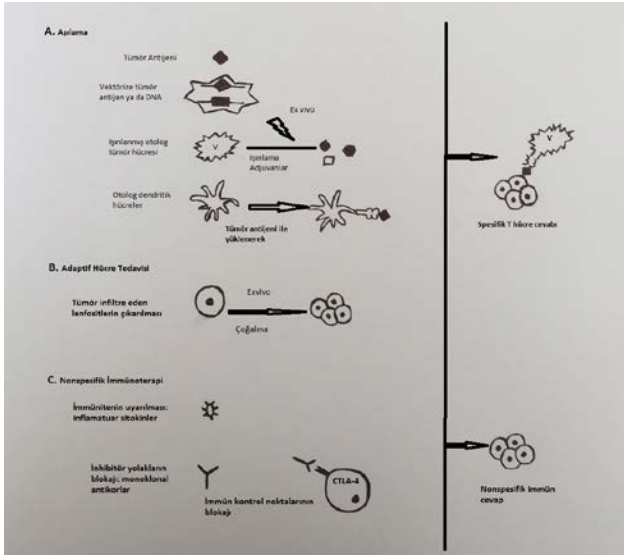 A. Aşılama
Tümör Antijeni
Vektörize tümör
antijen ya da DNA
Ex vivo
Işınlanmış otolog
tümör hücresi
V
Işınlama
Adjuvanlar
Otolog dendritik
hücreler
Tümör antijeni ile
yüklenerek
V
Spesifik T hücre cevabı
B. Adaptif Hücre Tedavisi
Tümör infiltre eden
lenfositlerin çıkarılması
Exvivo
Çoğalma
C. Nonspesifik İmmünoterapi
İmmünitenin uyarılması:
inflamatuar sitokinler
İnhibitör yolakların
blokajı: monoklonal
antikorlar
CTLA-4
İmmün kontrol noktalarının
blokajı
Nonspesifik immün
cevap